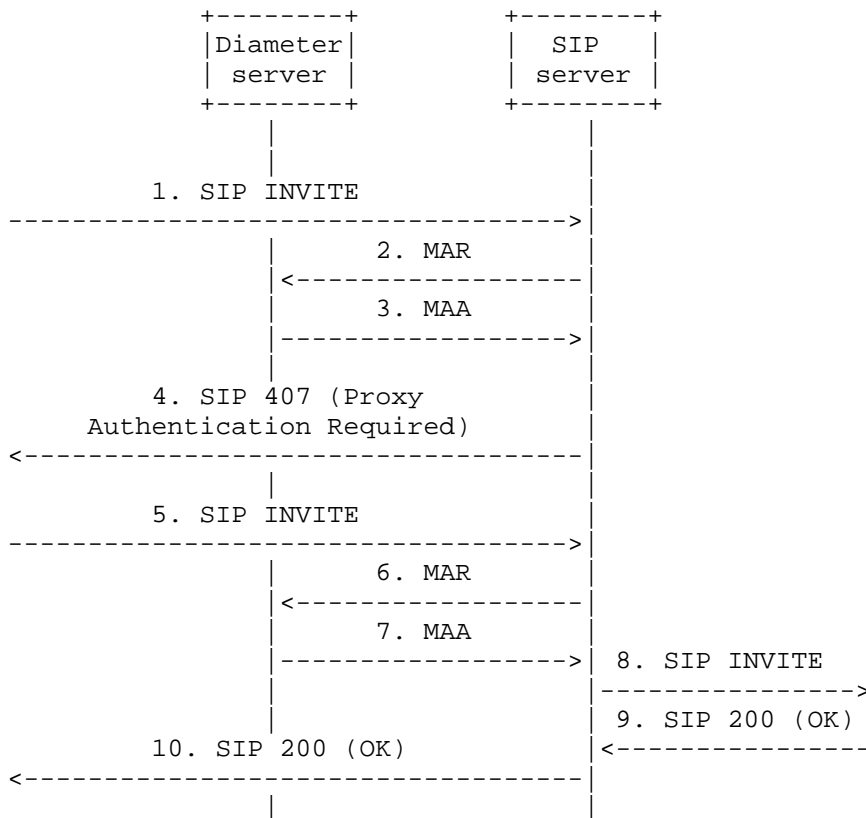 Diameter SIP
server server
1. SIP INVITE
2. MAR
3. MAA
4. SIP 407 (Proxy
Authentication Required)
5. SIP INVITE
6. MAR
7. MAA
8. SIP INVITE
9. SIP 200 (OK)
10. SIP 200 (OK)